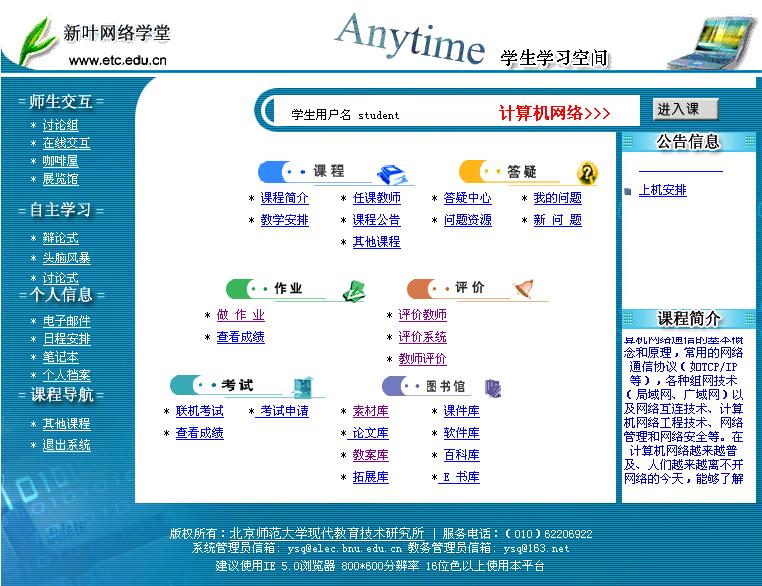 新叶网络学堂
www.etc.edu.cn
Anytime 学生学习空间
=师生交互=
* 讨论组
* 在线交互
* 咖啡屋
* 展览馆
=自主学习=
* 辩论式
* 头脑风暴
* 讨论式
=个人信息=
* 电子邮件
* 日程安排
* 笔记本
* 个人档案
=课程导航=
* 其他课程
* 退出系统
学生用户名 student 计算机网络>>> 进入课
课程
* 课程简介 * 任课教师
* 教学安排 * 课程公告
* 其他课程
答疑
* 答疑中心 * 我的问题
* 问题资源 * 新 问 题
作业
* 做 作 业
* 查看成绩
评价
* 评价教师
* 评价系统
* 教师评价
考试
* 联机考试 * 考试申请
* 查看成绩
图书馆
* 素材库 * 课件库
* 论文库 * 软件库
* 教案库 * 百科库
* 拓展库 * E 书库
公告信息
上机安排
课程简介
算机网络通信的基本概
念和原理，常用的网络
通信协议（如TCP/IP
等），各种组网技术
（局域网、广域网）以
及网络互连技术、计算
机网络工程技术、网络
管理和网络安全等。在
计算机网络越来越普
及、人们越来越离不开
网络的今天，能够了解
版权所有：北京师范大学现代教育技术研究所 | 服务电话：（010）62206922
系统管理员信箱: ysq@elec.bnu.edu.cn 教务管理员信箱: ysq@163.net
建议使用IE 5.0浏览器 800*600分辨率 16位色以上使用本平台